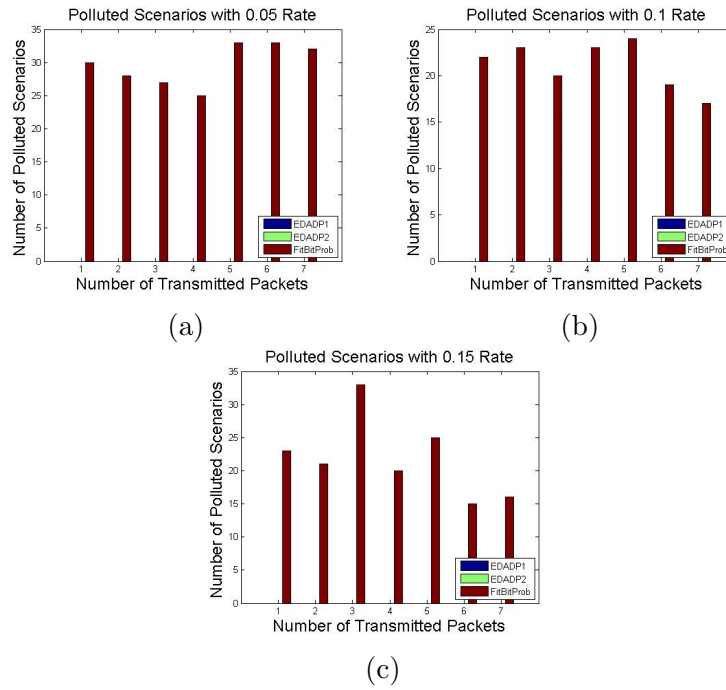 Polluted Scenarios with 0.05 Rate
Number of Polluted Scenarios
35
30
25
20
15
10
5
0
1 2 3 4 5 6 7
EDADP1
EDADP2
FitBitProb
Number of Transmitted Packets
(a)
Polluted Scenarios with 0.1 Rate
Number of Polluted Scenarios
25
20
15
10
5
0
1 2 3 4 5 6 7
EDADP1
EDADP2
FitBitProb
Number of Transmitted Packets
(b)
Polluted Scenarios with 0.15 Rate
Number of Polluted Scenarios
35
30
25
20
15
10
5
0
1 2 3 4 5 6 7
EDADP1
EDADP2
FitBitProb
Number of Transmitted Packets
(c)